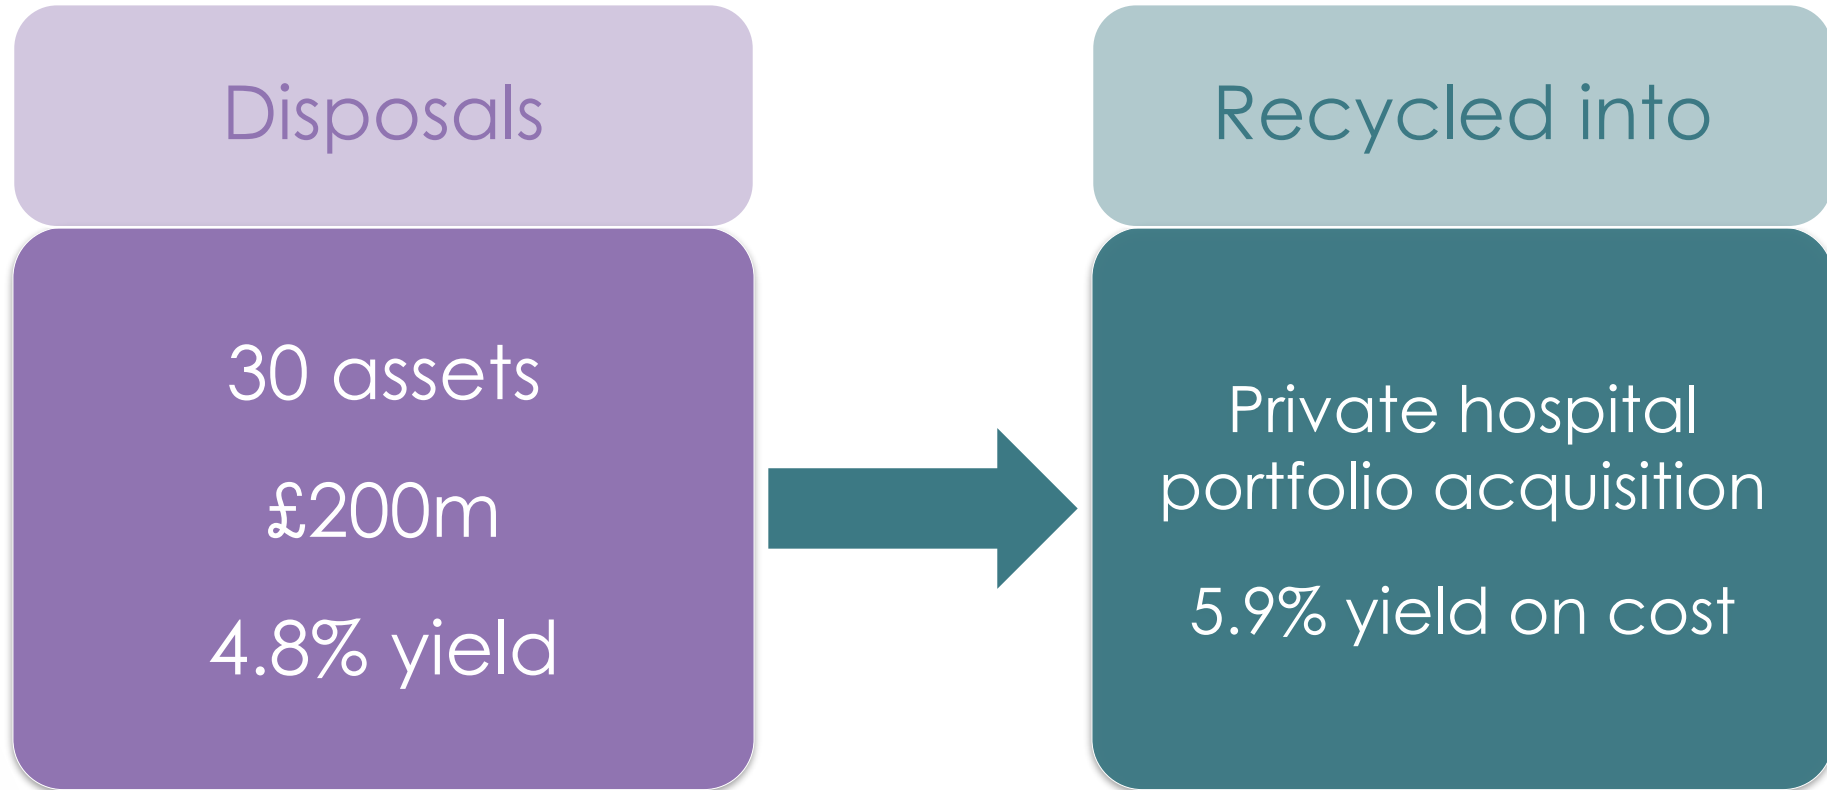 Disposals
30 assets
£200m
4.8% yield
Recycled into
Private hospital
portfolio acquisition
5.9% yield on cost